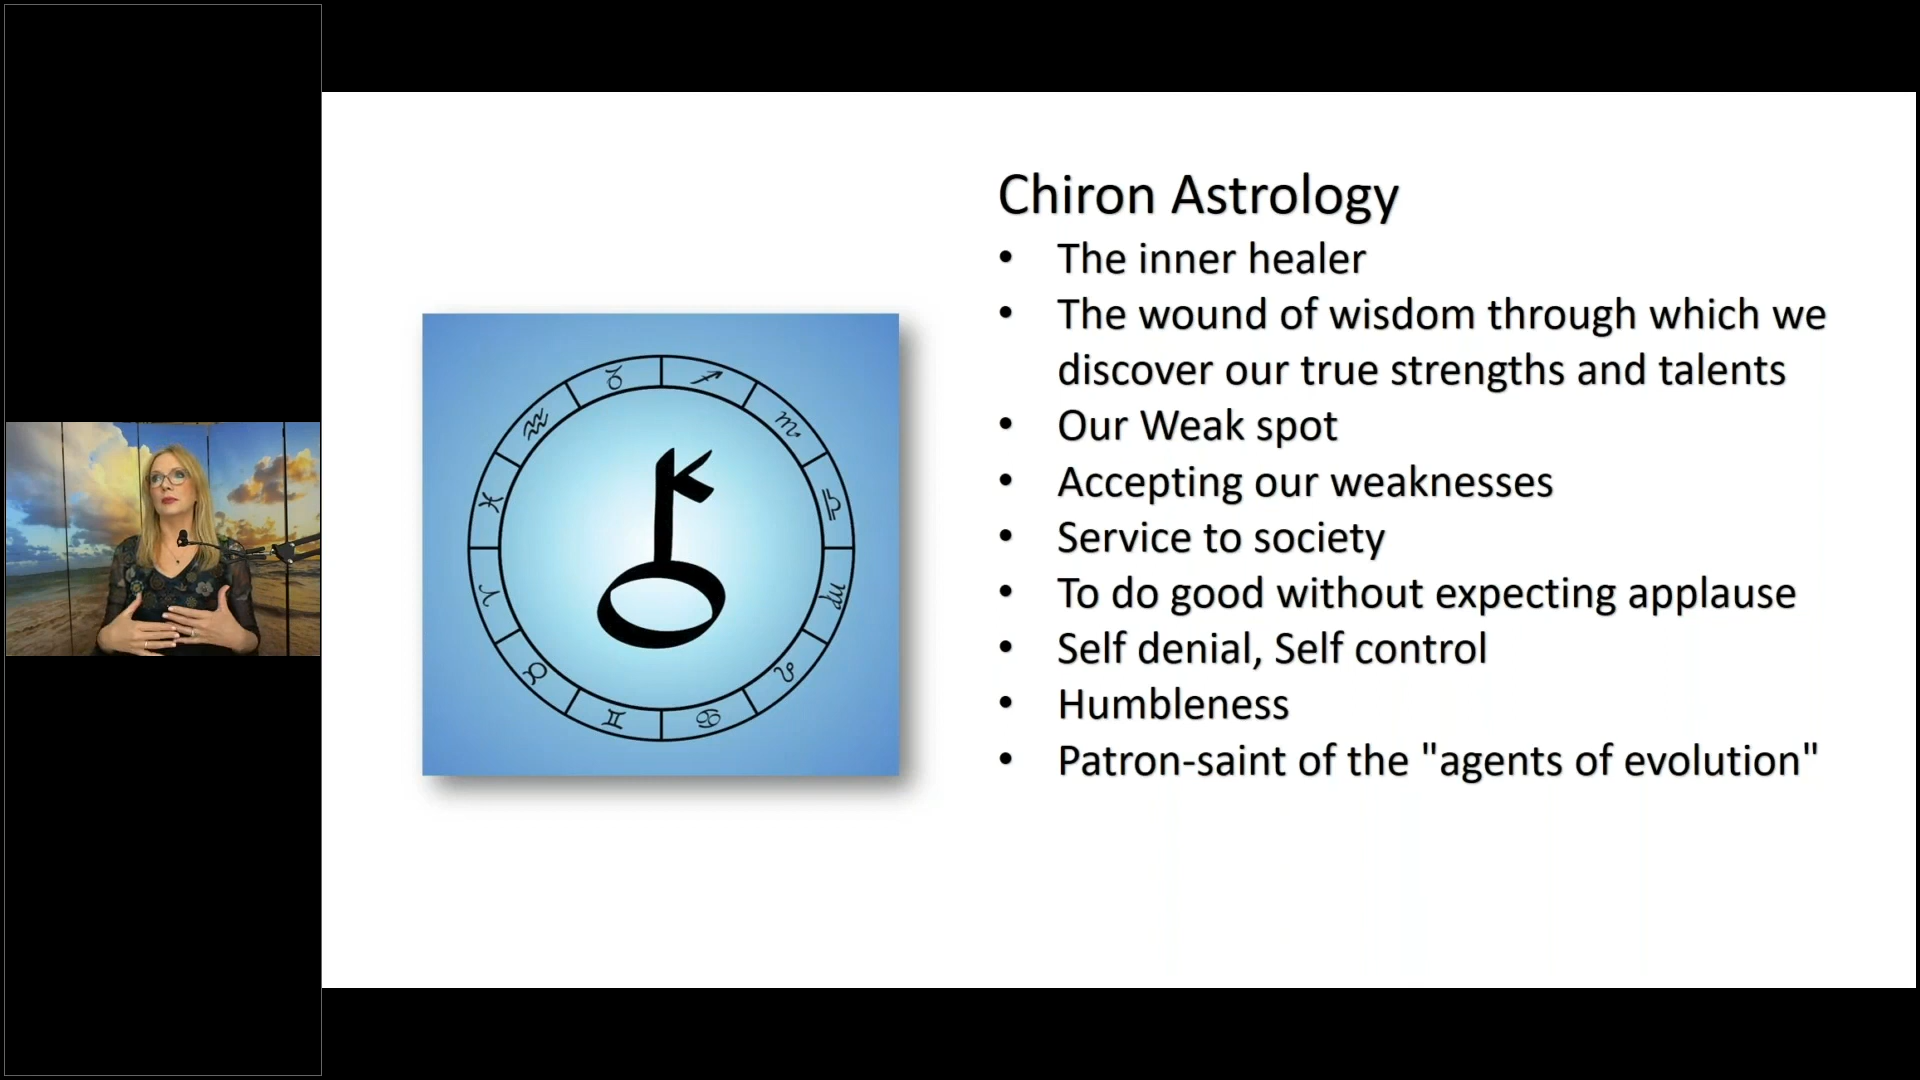 Chiron Astrology
• The inner healer
• The wound of wisdom through which we
discover our true strengths and talents
• Our Weak spot
• Accepting our weaknesses
• Service to society
• To do good without expecting applause
• Self denial, Self control
• Humbleness
• Patron-saint of the "agents of evolution"